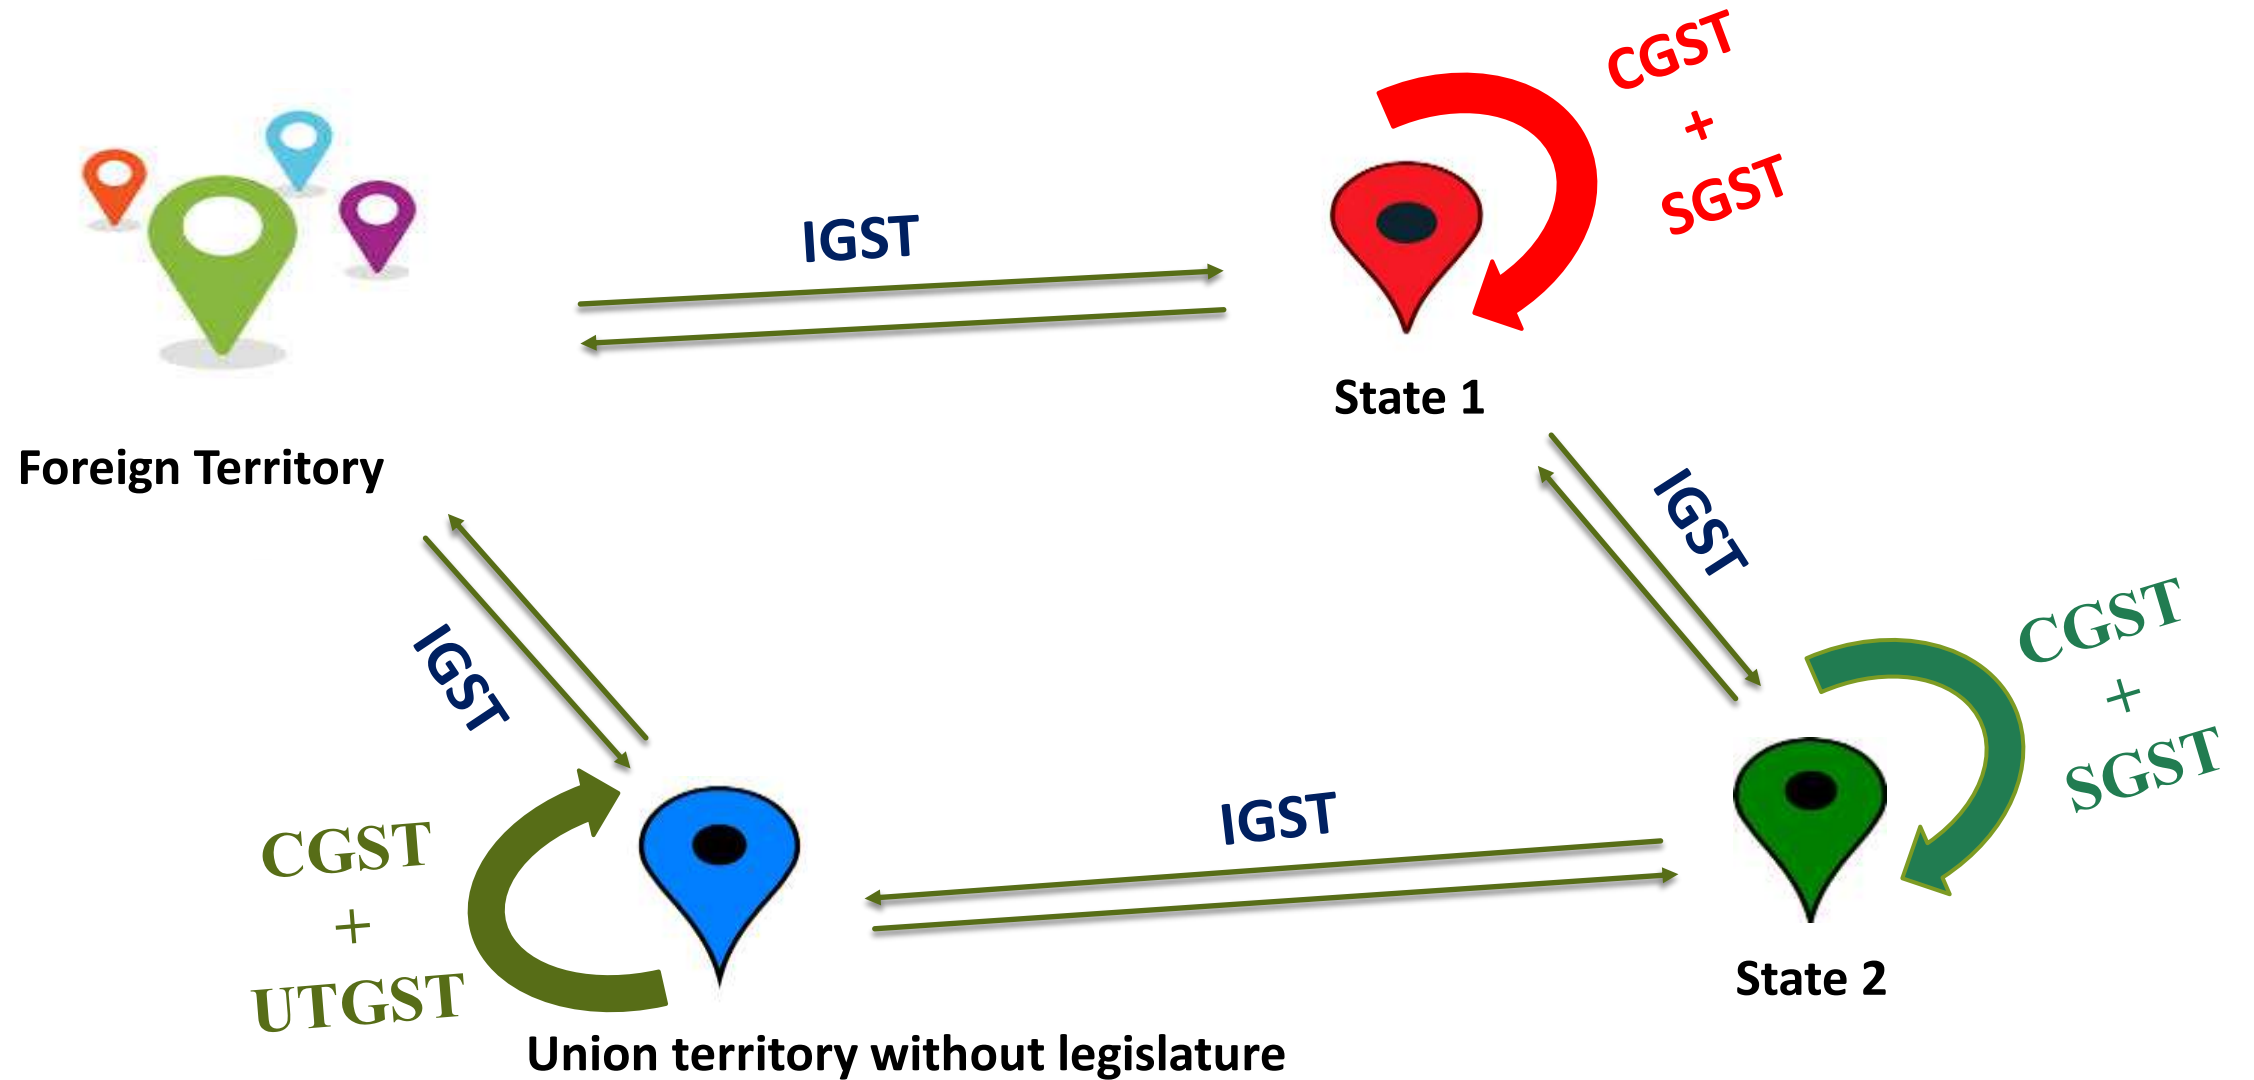 CGST
+
SGST
IGST
State 1
Foreign Territory
IGST
CGST
+
SGST
IGST
IGST
CGST
+
UTGST
State 2
Union territory without legislature